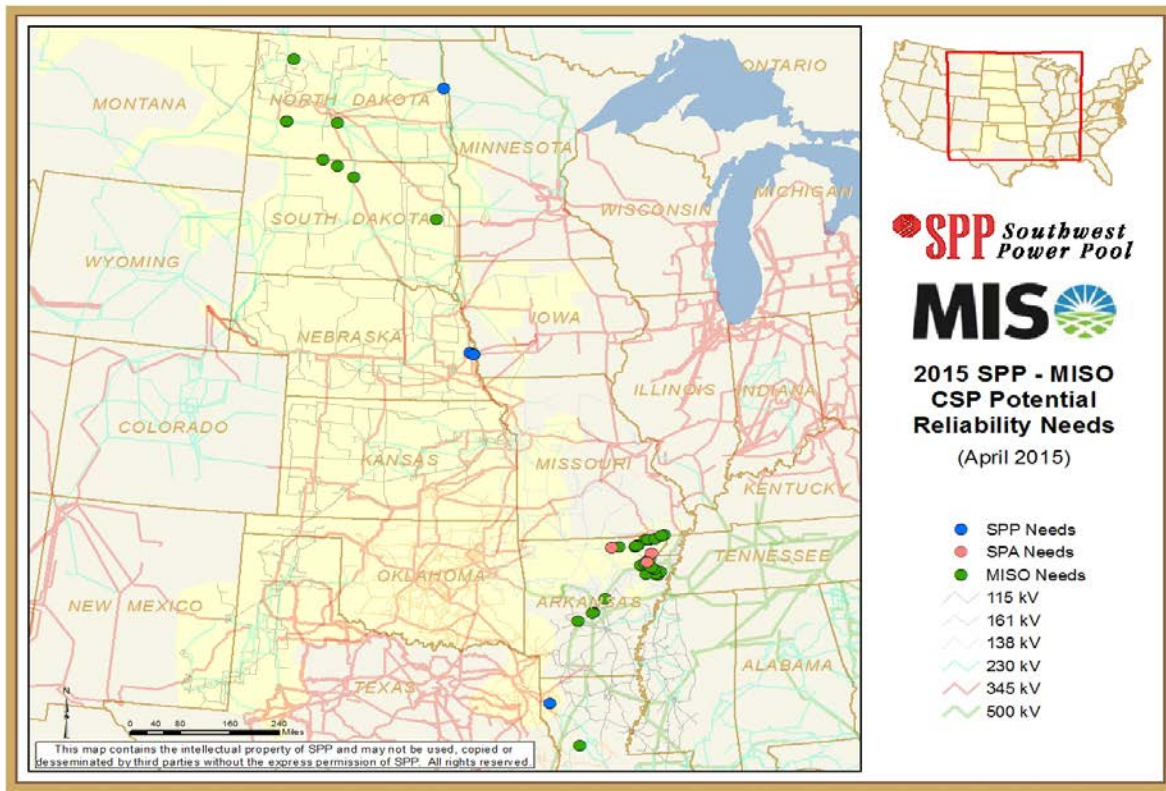 ONTARIO
MONTANA
NORTH DAKOTA
MINNESOTA
MICHIGAN
WISCONSIN
SOUTH DAKOTA
WYOMING
IOWA
NEBRASKA
ILLINOIS
INDIANA
COLORADO
KANSAS
MISSOURI
KENTUCKY
TENNESSEE
OKLAHOMA
NEW MEXICO
ARKANSAS
ALABAMA
TEXAS
N
0 40 80 160 240
Miles
This map contains the intellectual property of SPP and may not be used, copied or
desseminated by third parties without the express permission of SPP. All rights reserved.
SPP Southwest
Power Pool
MISO
2015 SPP - MISO
CSP Potential
Reliability Needs
(April 2015)
SPP Needs
SPA Needs
MISO Needs
115 kV
161 kV
138 kV
230 kV
345 kV
500 kV